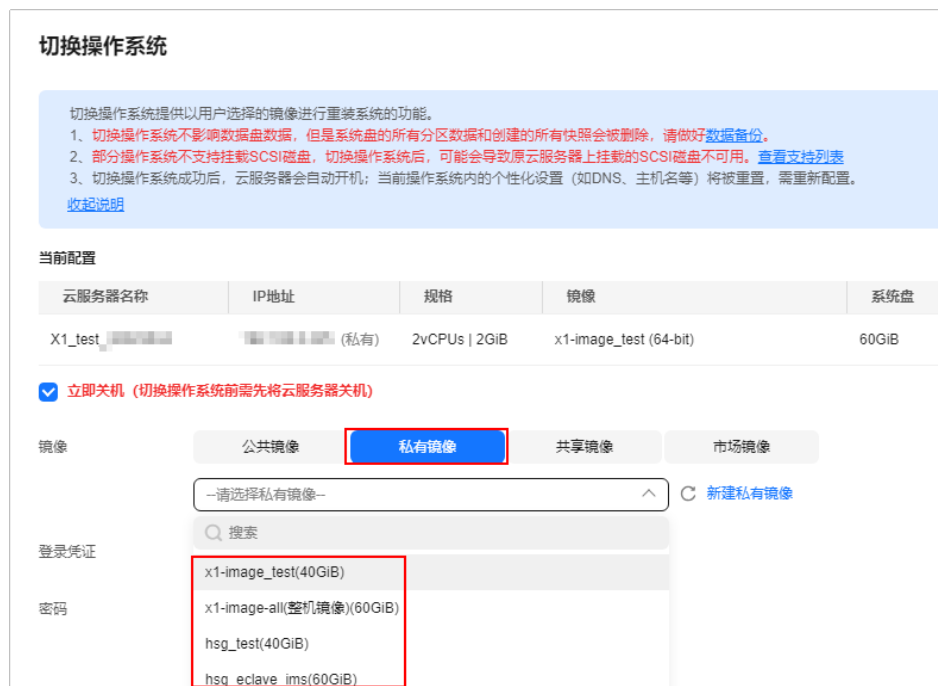 切换操作系统
切换操作系统提供以用户选择的镜像进行重装系统的功能。
1、切换操作系统不影响数据盘数据，但是系统盘的所有分区数据和创建的所有快照会被删除，请做好数据备份。
2、部分操作系统不支持挂载SCSI磁盘，切换操作系统后，可能会导致原云服务器上挂载的SCSI磁盘不可用。查看支持列表
3、切换操作系统成功后，云服务器会自动开机；当前操作系统内的个性化设置（如DNS、主机名等）将被重置，需重新配置。
收起说明
当前配置
云服务器名称 IP地址 规格 镜像 系统盘
X1_test_ (私有) 2vCPUs | 2GiB x1-image_test (64-bit) 60GiB
立即关机（切换操作系统前需先将云服务器关机）
镜像 公共镜像 私有镜像 共享镜像 市场镜像
--请选择私有镜像-- 新建私有镜像
搜索
登录凭证
x1-image_test(40GiB)
密码 x1-image-all(整机镜像)(60GiB)
hsg_test(40GiB)
hsg_eclave_ims(60GiB)